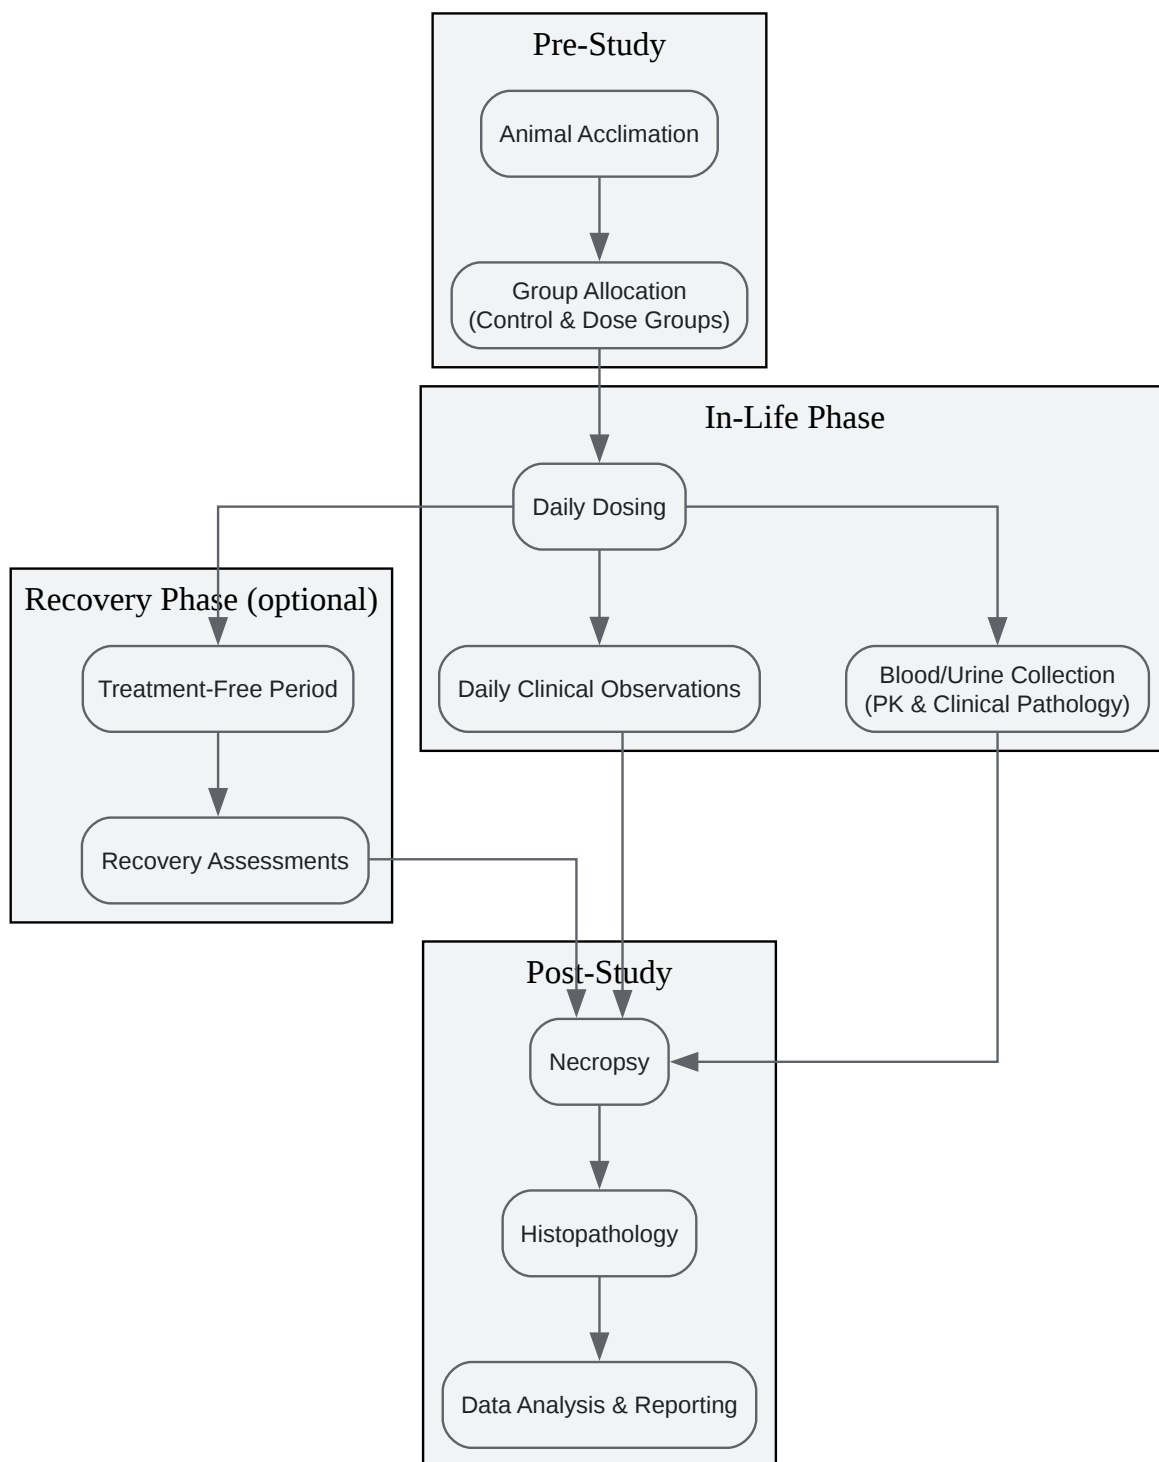 Pre-Study
Animal Acclimation
Group Allocation
(Control & Dose Groups)
In-Life Phase
Daily Dosing
Recovery Phase (optional)
Treatment-Free Period
Daily Clinical Observations
Blood/Urine Collection
(PK & Clinical Pathology)
Recovery Assessments
Post-Study
Necropsy
Histopathology
Data Analysis & Reporting